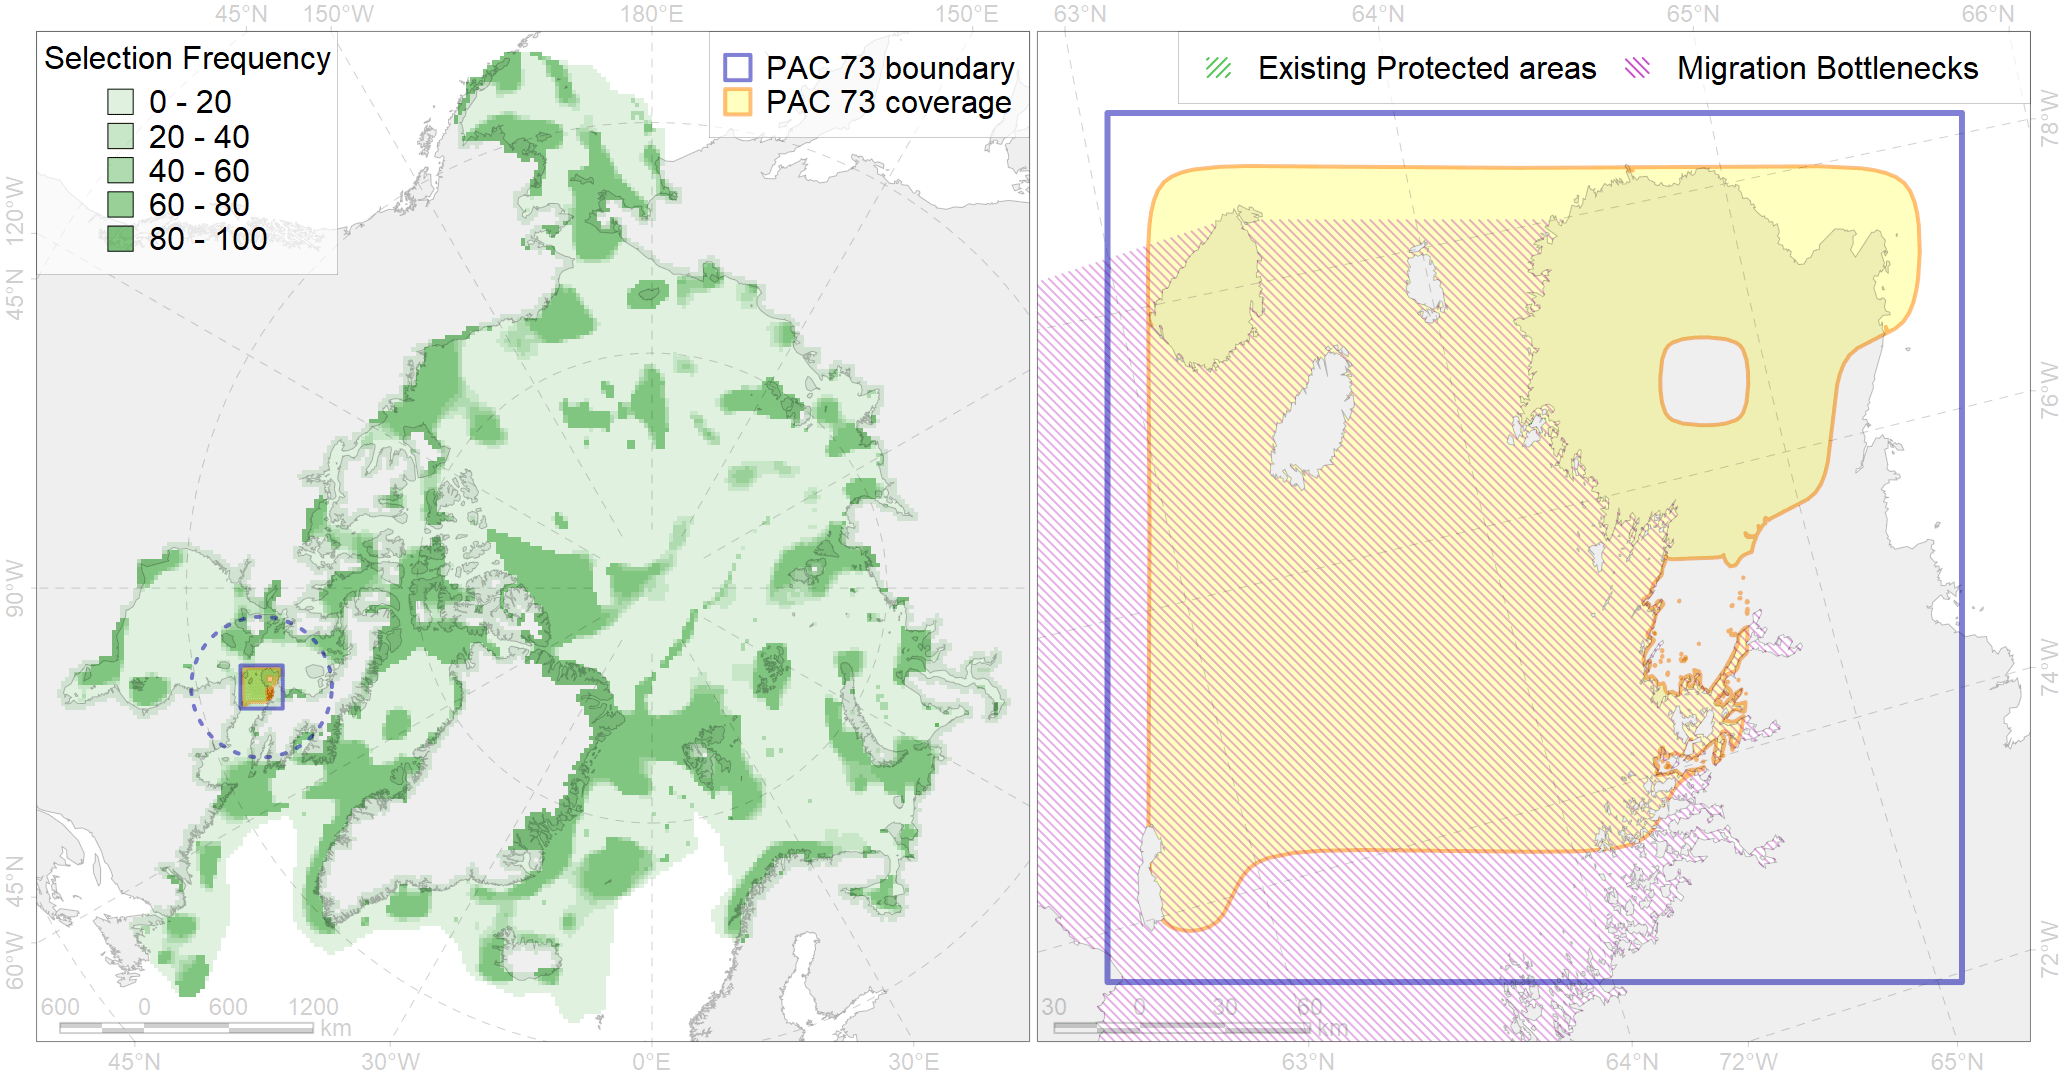 45°N 150°W 180°E 150°E 63°N 64°N 65°N 66°N
Selection Frequency
0 - 20
20 - 40
40 - 60
60 - 80
80 - 100
PAC 73 boundary
PAC 73 coverage
Existing Protected areas Migration Bottlenecks
120°W
45°N
90°W
45°N
60°W
78°W
76°W
74°W
72°W
600 0 600 1200
km
30 0 30 60
km
45°N 30°W 0°E 30°E 63°N 64°N 72°W 65°N